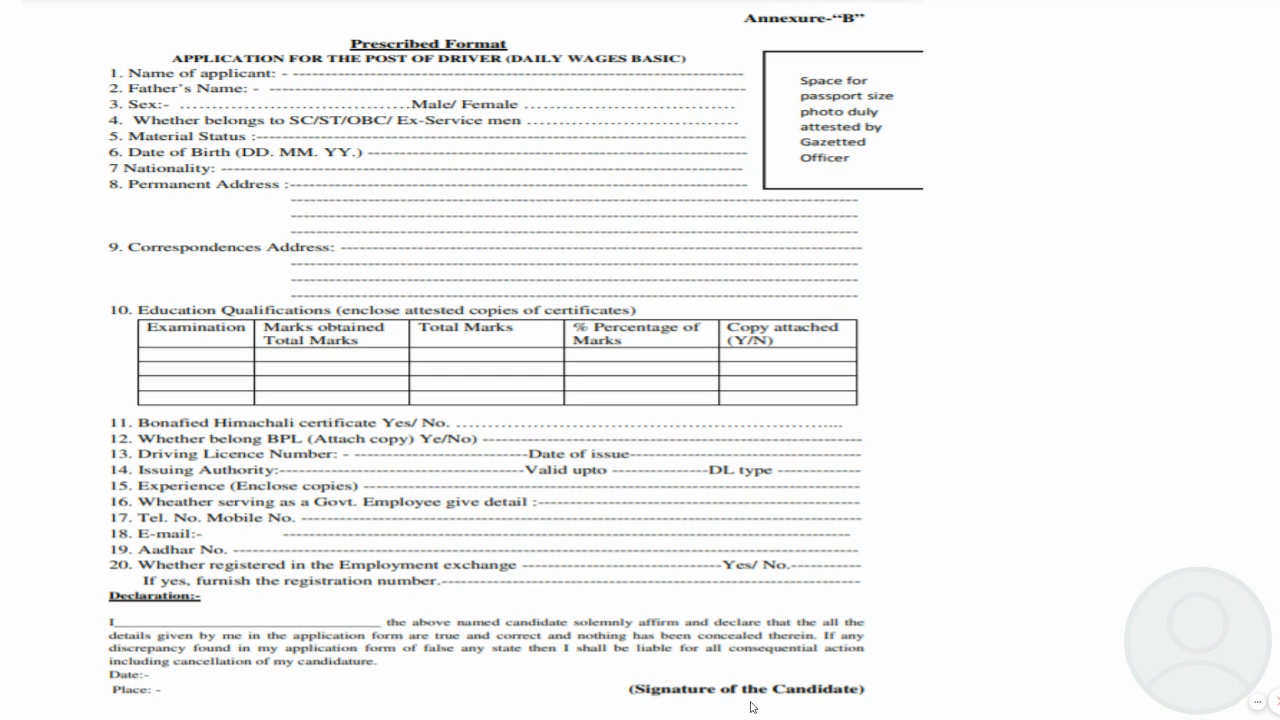 Annexure-“B”
Prescribed Format
APPLICATION FOR THE POST OF DRIVER (DAILY WAGES BASIC)
Space for
passport size
photo duly
attested by
Gazetted
Officer
1. Name of applicant: - ----------------------------------------
2. Father’s Name: - ----------------------------------------
3. Sex:- ........................................Male/ Female ....................................
4. Whether belongs to SC/ST/OBC/ Ex-Service men ....................................
5. Material Status :----------------------------------------
6. Date of Birth (DD. MM. YY.) ----------------------------------------
7 Nationality: ----------------------------------------
8. Permanent Address :----------------------------------------
----------------------------------------
----------------------------------------
----------------------------------------
9. Correspondences Address: ----------------------------------------
----------------------------------------
----------------------------------------
----------------------------------------
10. Education Qualifications (enclose attested copies of certificates)
Examination Marks obtained Total Marks % Percentage of Copy attached
Total Marks Marks (Y/N)
11. Bonafied Himachali certificate Yes/ No. ........................................
12. Whether belong BPL (Attach copy) Ye/No) ----------------------------------------
13. Driving Licence Number: - ------------------------------Date of issue----------------------------------------
14. Issuing Authority:----------------------------------------Valid upto ----------------DL type --------------
15. Experience (Enclose copies) ----------------------------------------
16. Wheather serving as a Govt. Employee give detail :----------------------------------------
17. Tel. No. Mobile No. ----------------------------------------
18. E-mail:- ----------------------------------------
19. Aadhar No. ----------------------------------------
20. Whether registered in the Employment exchange --------------------------------Yes/ No.-----------
If yes, furnish the registration number.----------------------------------------
Declaration:-
I________________________________ the above named candidate solemnly affirm and declare that the all the
details given by me in the application form are true and correct and nothing has been concealed therein. If any
discrepancy found in my application form of false any state then I shall be liable for all consequential action
including cancellation of my candidature.
Date:-
Place: -
(Signature of the Candidate)